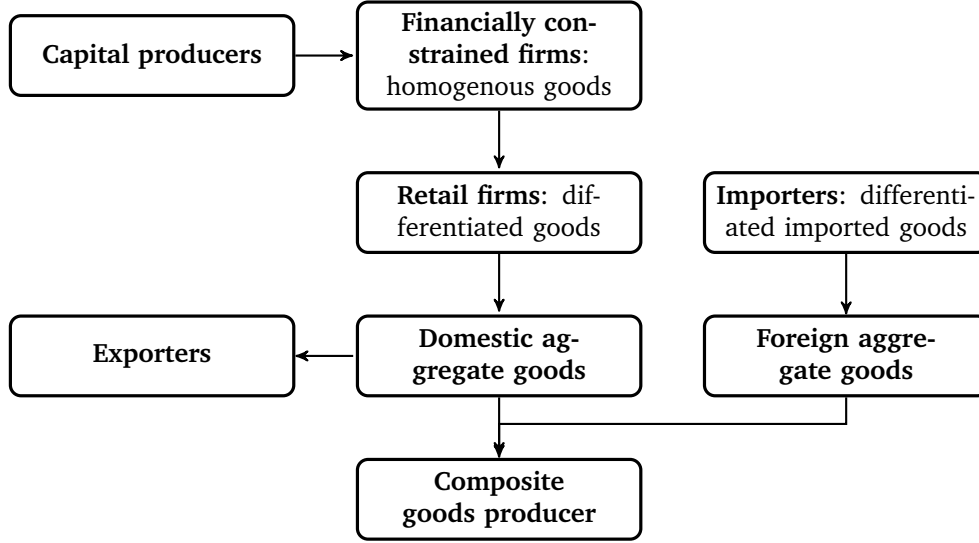 Capital producers
Financially con-
strained firms:
homogenous goods
Retail firms: dif-
ferentiated goods
Importers: differenti-
ated imported goods
Exporters
Domestic ag-
gregate goods
Foreign aggre-
gate goods
Composite
goods producer